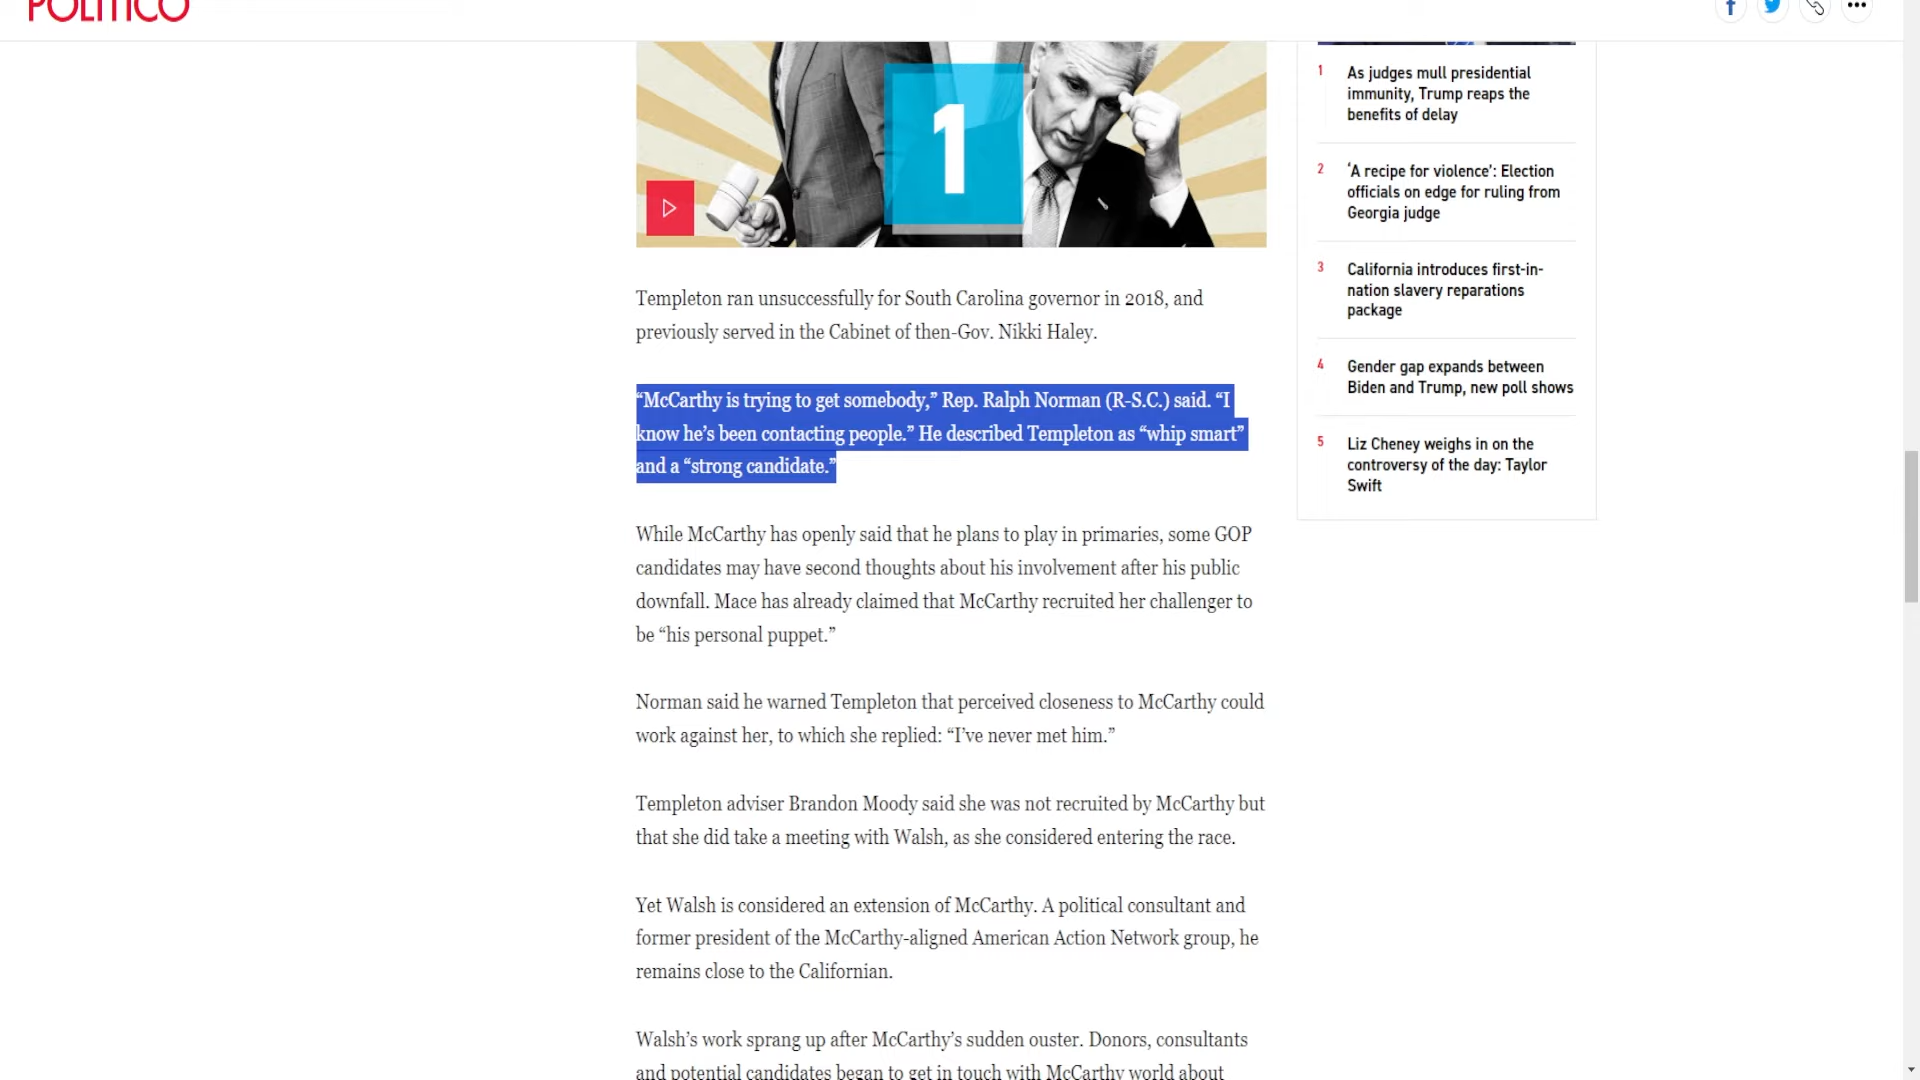 POLITICO
1
Templeton ran unsuccessfully for South Carolina governor in 2018, and
previously served in the Cabinet of then-Gov. Nikki Haley.
“McCarthy is trying to get somebody,” Rep. Ralph Norman (R-S.C.) said. “I
know he’s been contacting people.” He described Templeton as “whip smart”
and a “strong candidate.”
While McCarthy has openly said that he plans to play in primaries, some GOP
candidates may have second thoughts about his involvement after his public
downfall. Mace has already claimed that McCarthy recruited her challenger to
be “his personal puppet.”
Norman said he warned Templeton that perceived closeness to McCarthy could
work against her, to which she replied: “I’ve never met him.”
Templeton adviser Brandon Moody said she was not recruited by McCarthy but
that she did take a meeting with Walsh, as she considered entering the race.
Yet Walsh is considered an extension of McCarthy. A political consultant and
former president of the McCarthy-aligned American Action Network group, he
remains close to the Californian.
Walsh’s work sprang up after McCarthy’s sudden ouster. Donors, consultants
and potential candidates began to get in touch with McCarthy world about
1 As judges mull presidential
immunity, Trump reaps the
benefits of delay
2 ‘A recipe for violence’: Election
officials on edge for ruling from
Georgia judge
3 California introduces first-in-
nation slavery reparations
package
4 Gender gap expands between
Biden and Trump, new poll shows
5 Liz Cheney weighs in on the
controversy of the day: Taylor
Swift